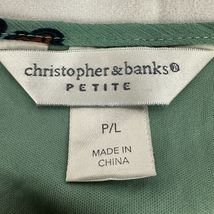 christopher&banks®
PETITE
P/L
MADE IN
CHINA